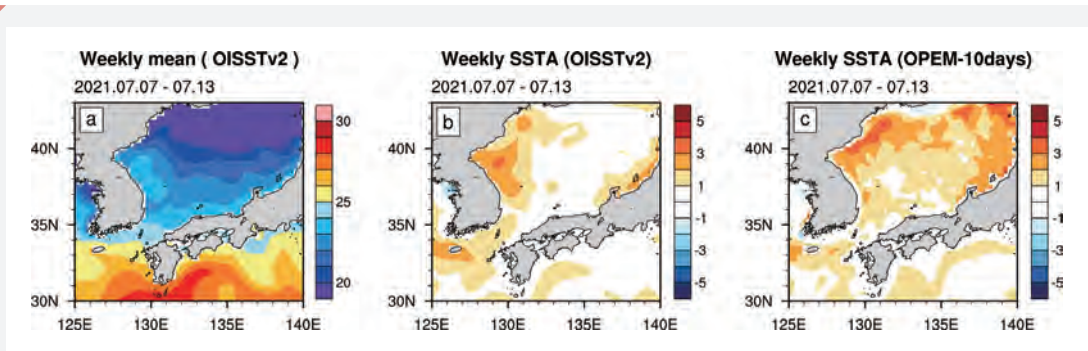 Weekly mean ( OISSTv2 )
2021.07.07 - 07.13
a
40N
35N
30N
125E 130E 135E 140E
30
25
20
Weekly SSTA (OISSTv2)
2021.07.07 - 07.13
b
40N
35N
30N
125E 130E 135E 140E
5
3
1
-1
-3
-5
Weekly SSTA (OPEM-10days)
2021.07.07 - 07.13
c
40N
35N
30N
125E 130E 135E 140E
5
3
1
-1
-3
-5